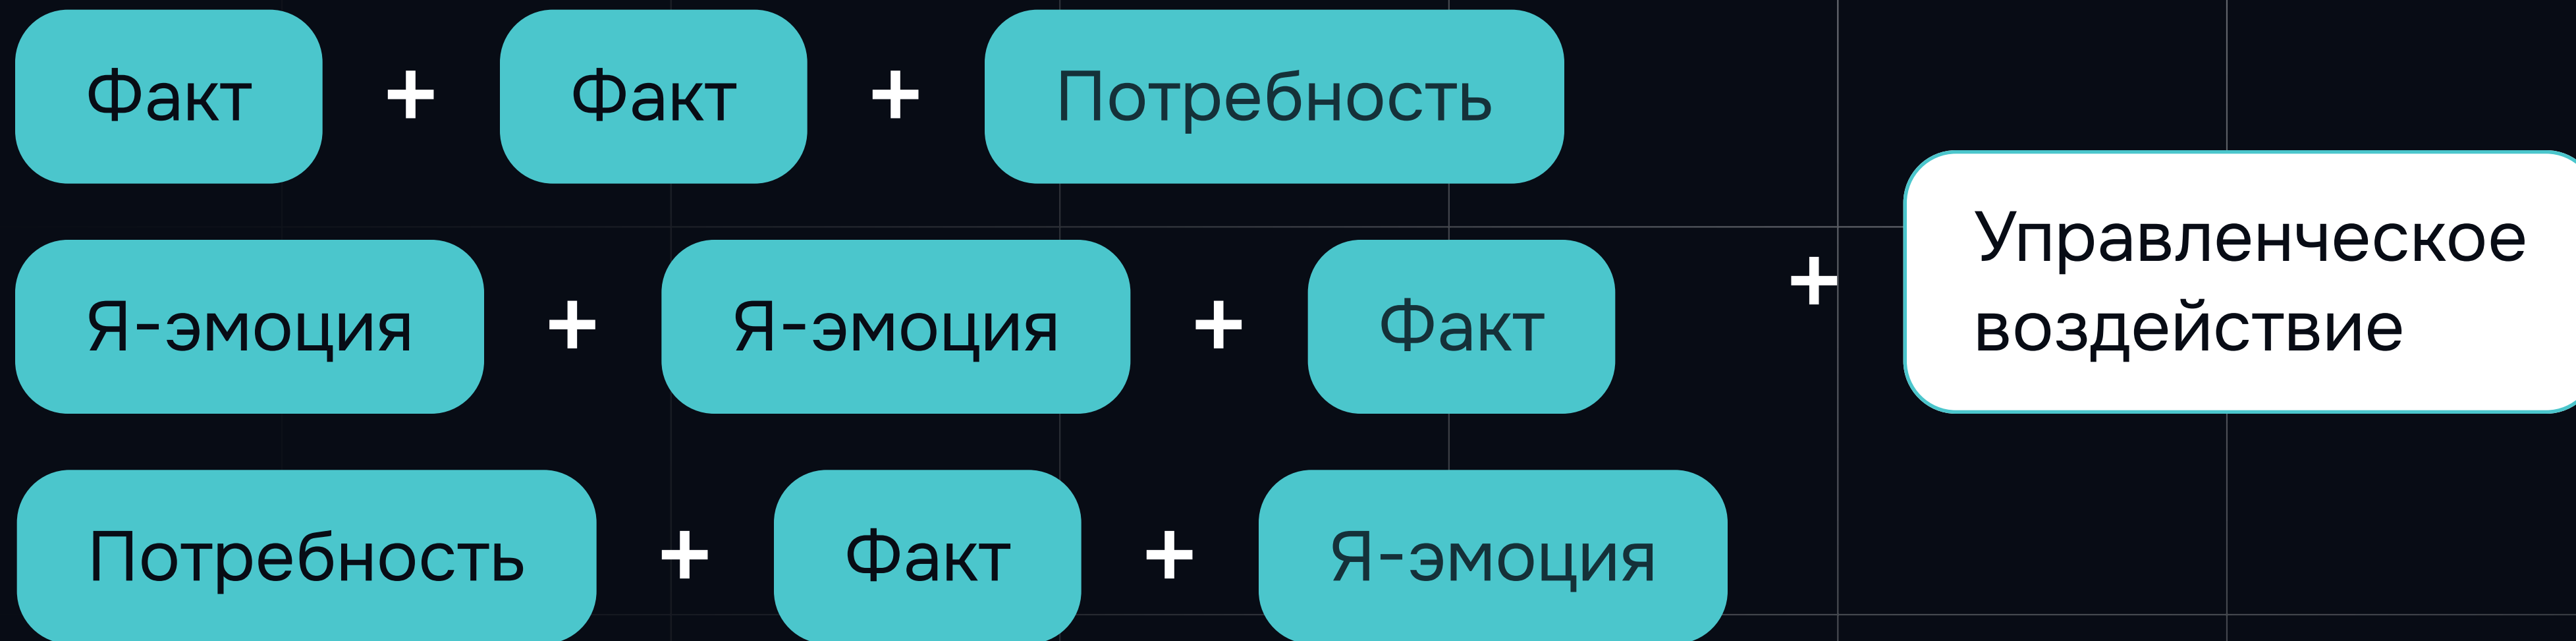 Факт + Факт + Потребность
Я-эмоция + Я-эмоция + Факт
+ Управленческое
воздействие
Потребность + Факт + Я-эмоция